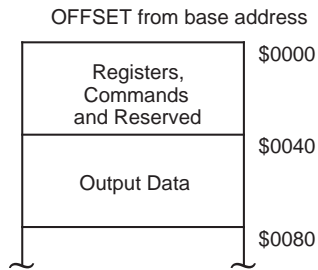 OFFSET from base address
$0000
Registers,
Commands
and Reserved
$0040
Output Data
$0080